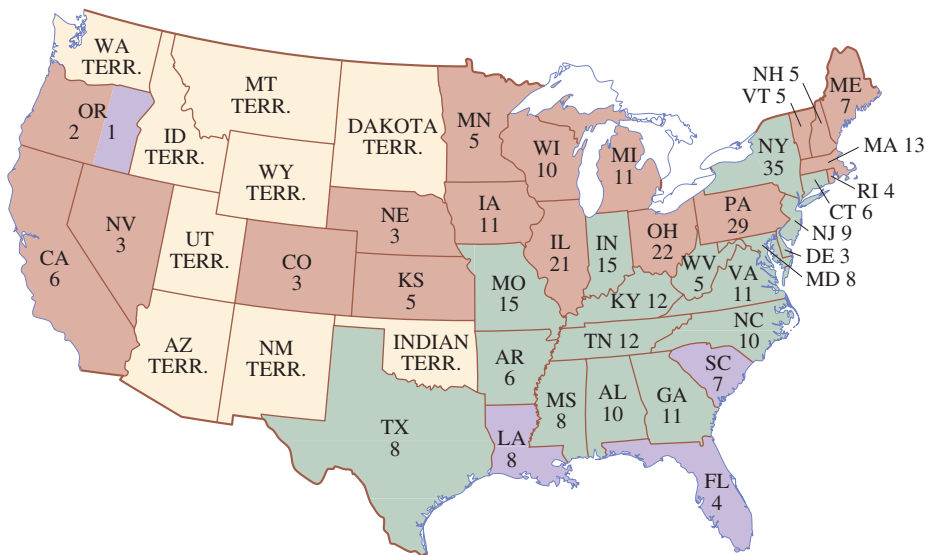 WA
TERR.
MT
TERR.
OR
2
1
ID
TERR.
DAKOTA
TERR.
MN
5
WI
10
MI
11
NH 5
VT 5
ME
7
NY
35
MA 13
RI 4
CT 6
NJ 9
DE 3
MD 8
WY
TERR.
NV
3
CA
6
UT
TERR.
CO
3
NE
3
IA
11
KS
5
IL
21
IN
15
OH
22
PA
29
WV
5
VA
11
MO
15
KY 12
NC
10
TN 12
AZ
TERR.
NM
TERR.
INDIAN
TERR.
AR
6
SC
7
MS
8
AL
10
GA
11
TX
8
LA
8
FL
4